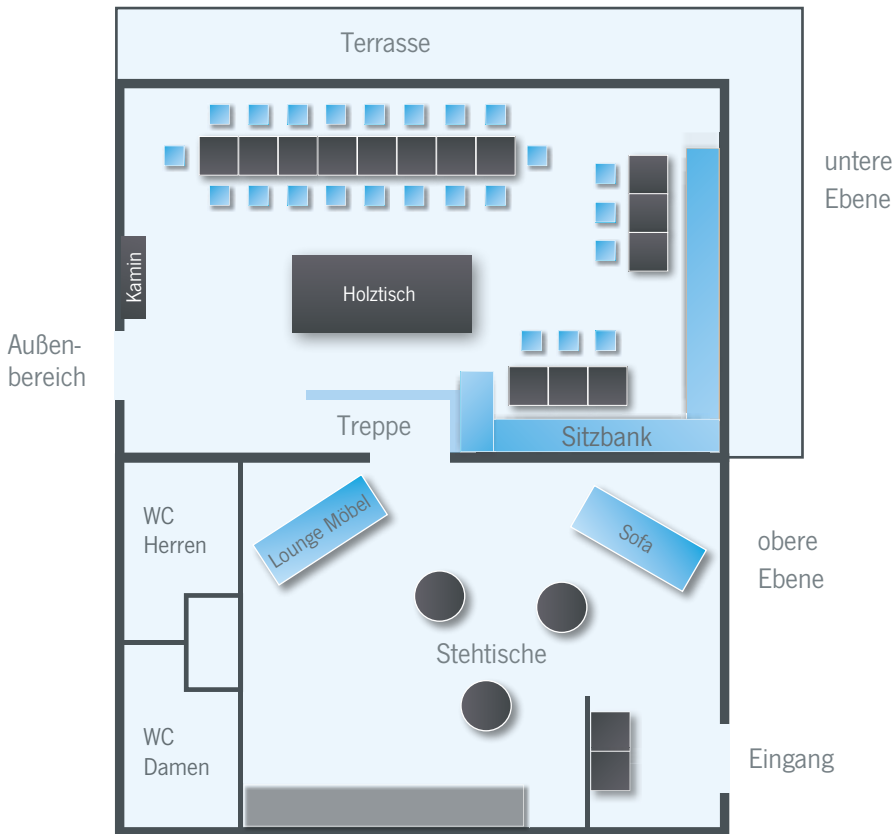 Terrasse
untere
Ebene
Kamin
Holztisch
Außen-
bereich
Treppe
Sitzbank
WC
Herren
Lounge Möbel
Sofa
obere
Ebene
Stehtische
WC
Damen
Eingang